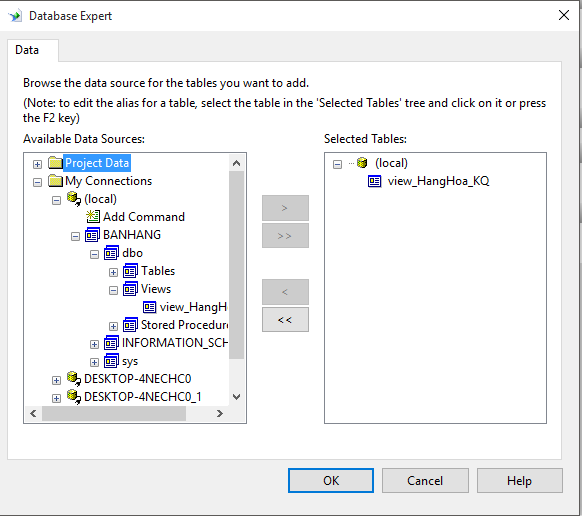 Database Expert
Data
Browse the data source for the tables you want to add.
(Note: to edit the alias for a table, select the table in the 'Selected Tables' tree and click on it or press
the F2 key)
Available Data Sources:
Selected Tables:
Project Data
My Connections
(local)
Add Command
BANHANG
dbo
Tables
Views
view_HangH
Stored Procedure
INFORMATION_SCH
sys
DESKTOP-4NECHC0
DESKTOP-4NECHC0_1
>
>>
<
<<
(local)
view_HangHoa_KQ
OK
Cancel
Help